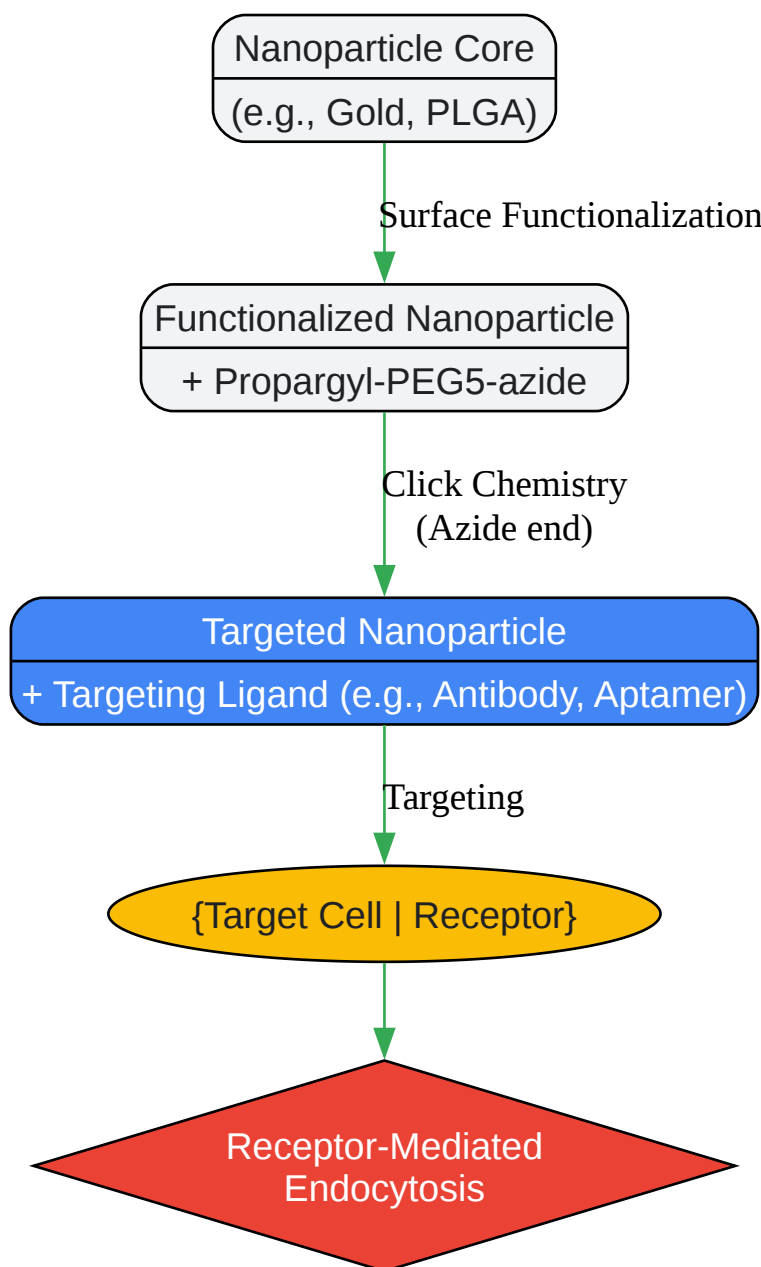 Nanoparticle Core
(e.g., Gold, PLGA)
Surface Functionalization
Functionalized Nanoparticle
+ Propargyl-PEG5-azide
Click Chemistry
(Azide end)
Targeted Nanoparticle
+ Targeting Ligand (e.g., Antibody, Aptamer)
Targeting
{Target Cell | Receptor}
Receptor-Mediated
Endocytosis